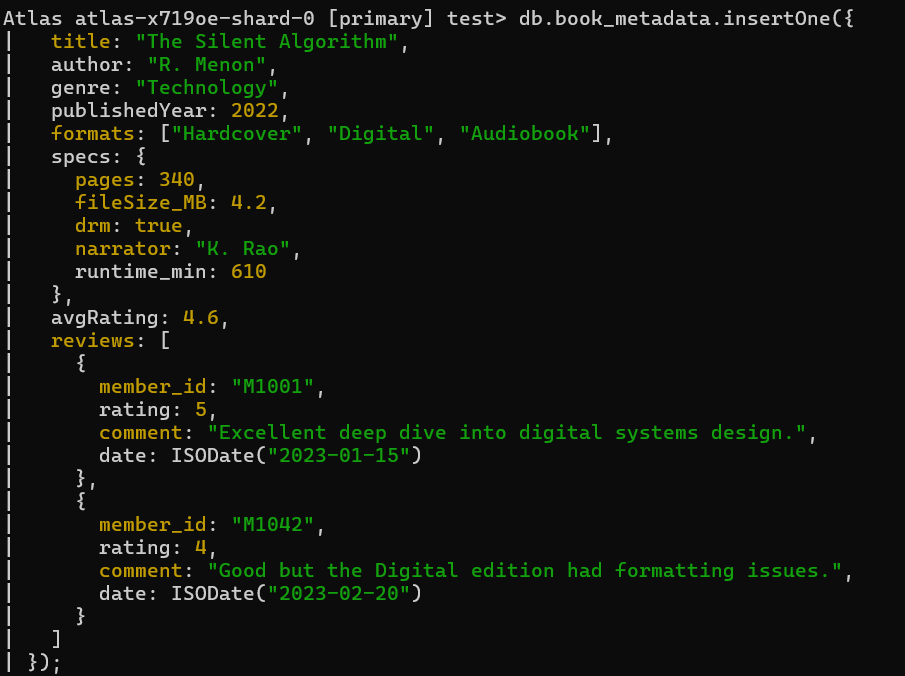 Atlas atlas-x719oe-shard-0 [primary] test> db.book_metadata.insertOne({
|   title: "The Silent Algorithm",
|   author: "R. Menon",
|   genre: "Technology",
|   publishedYear: 2022,
|   formats: ["Hardcover", "Digital", "Audiobook"],
|   specs: {
|     pages: 340,
|     fileSize_MB: 4.2,
|     drm: true,
|     narrator: "K. Rao",
|     runtime_min: 610
|   },
|   avgRating: 4.6,
|   reviews: [
|     {
|       member_id: "M1001",
|       rating: 5,
|       comment: "Excellent deep dive into digital systems design.",
|       date: ISODate("2023-01-15")
|     },
|     {
|       member_id: "M1042",
|       rating: 4,
|       comment: "Good but the Digital edition had formatting issues.",
|       date: ISODate("2023-02-20")
|     }
|   ]
| });